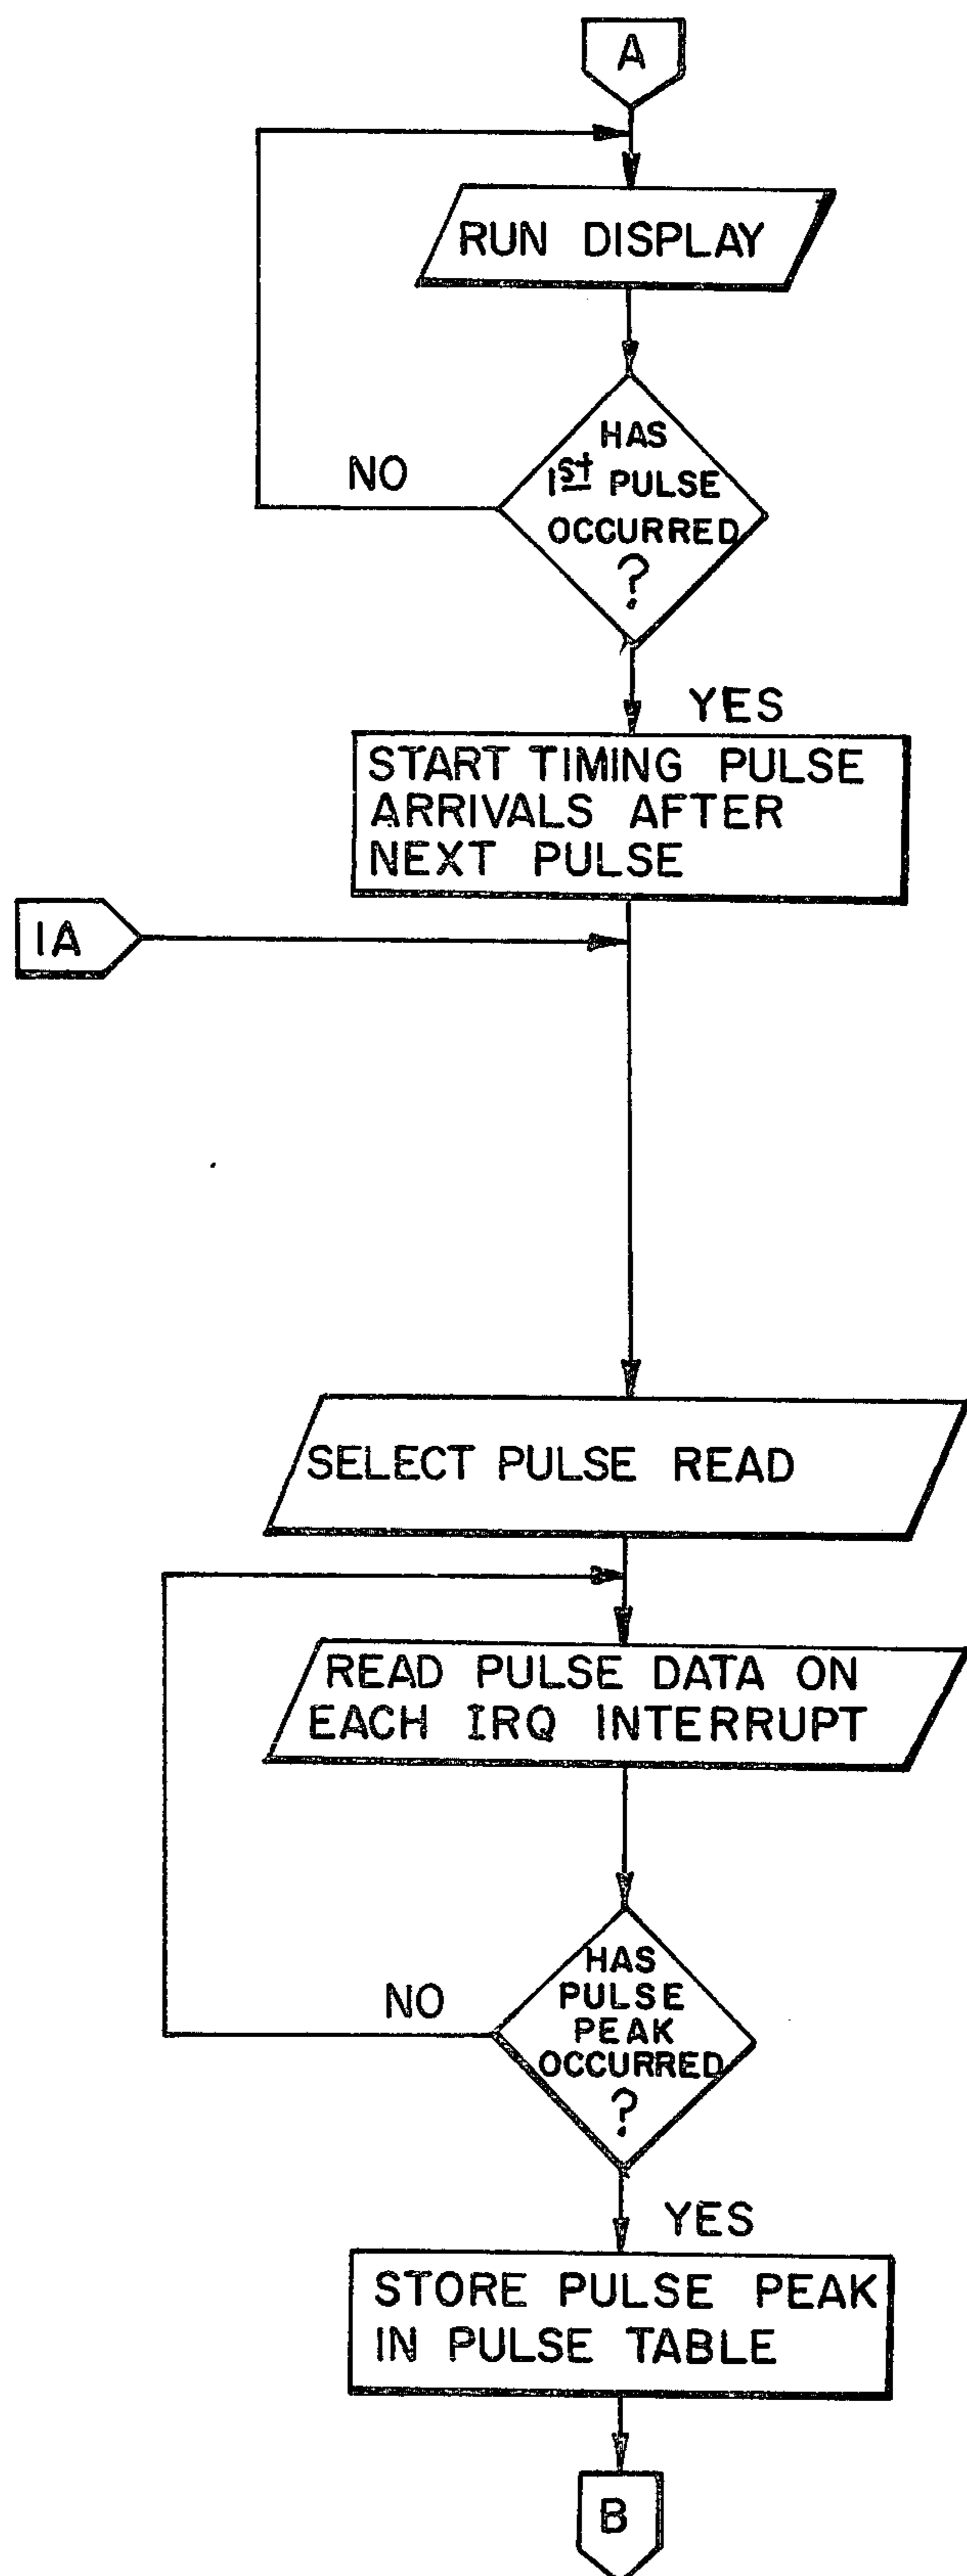 A
RUN DISPLAY
HAS
1st PULSE
OCCURRED
?
NO
YES
START TIMING PULSE
ARRIVALS AFTER
NEXT PULSE
1A
SELECT PULSE READ
READ PULSE DATA ON
EACH IRQ INTERRUPT
HAS
PULSE
PEAK
OCCURRED
?
NO
YES
STORE PULSE PEAK
IN PULSE TABLE
B